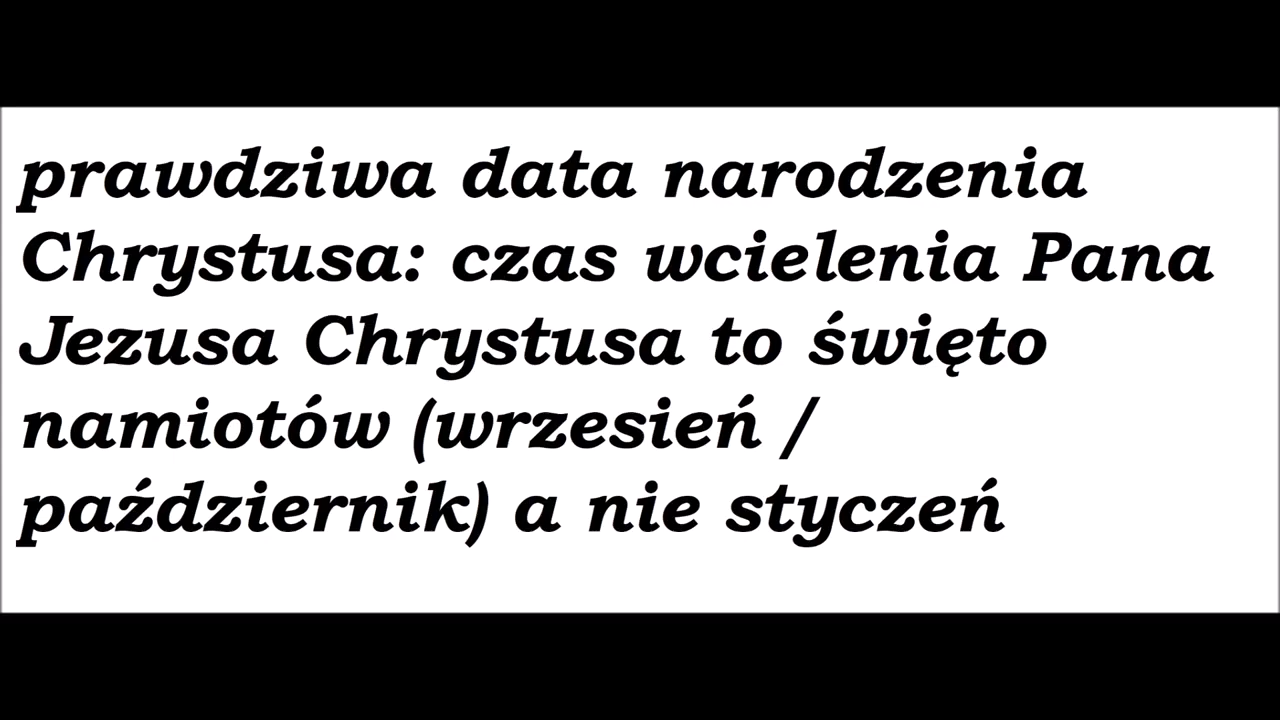 prawdziwa data narodzenia
Chrystusa: czas wcielenia Pana
Jezusa Chrystusa to święto
namiotów (wrzesień /
październik) a nie styczeń